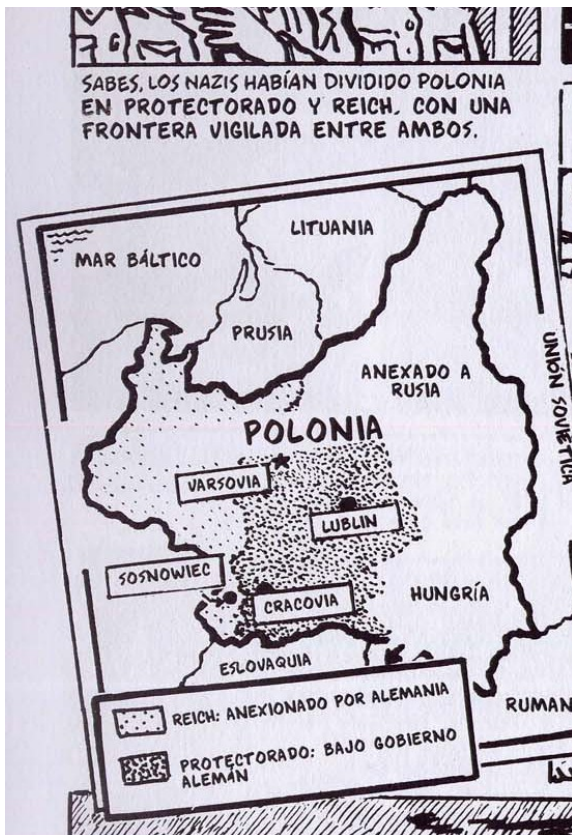 SABES, LOS NAZIS HABÍAN DIVIDIDO POLONIA
EN PROTECTORADO Y REICH, CON UNA
FRONTERA VIGILADA ENTRE AMBOS.
LITUANIA
MAR BÁLTICO
PRUSIA
ANEXADO A
RUSIA
UNIÓN SOVIÉTICA
POLONIA
VARSOVIA
LUBLIN
SOSNOWIEC
CRACOVIA
HUNGRÍA
ESLOVAQUIA
RUMAN
REICH: ANEXIONADO POR ALEMANIA
PROTECTORADO: BAJO GOBIERNO
ALEMÁN